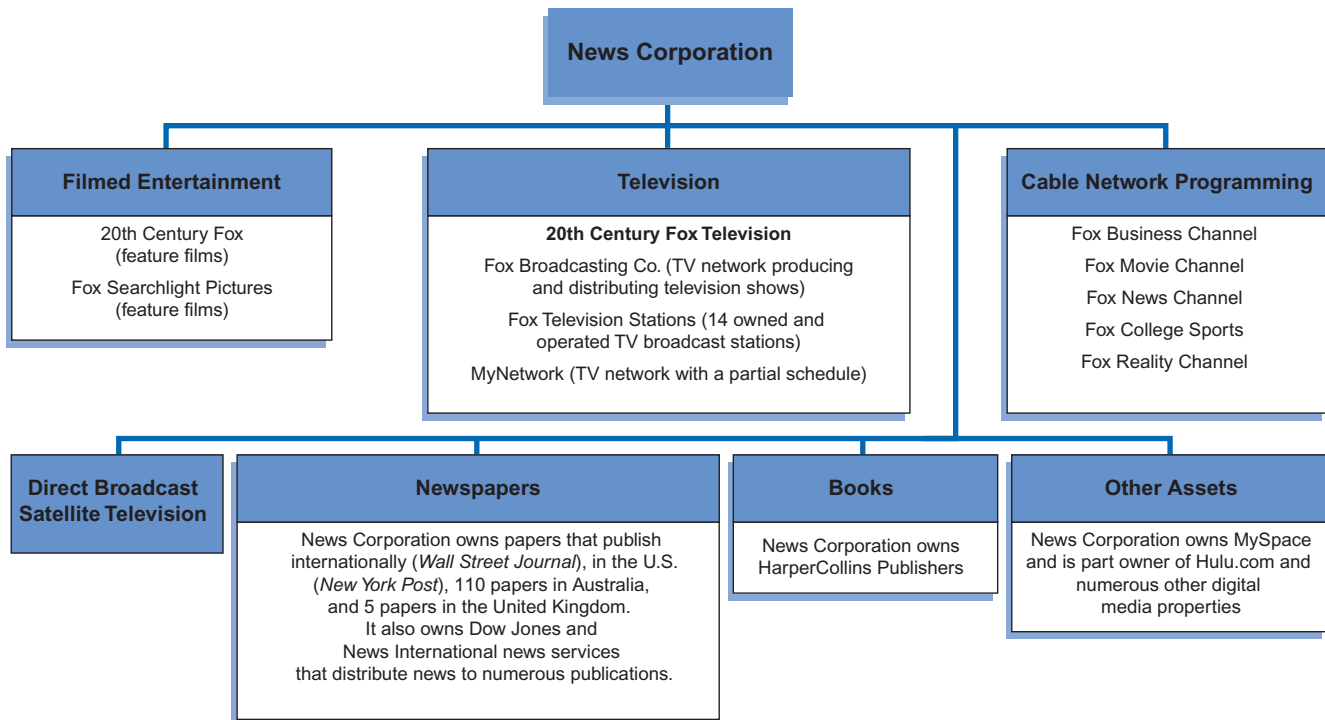 News Corporation
Filmed Entertainment
20th Century Fox
(feature films)
Fox Searchlight Pictures
(feature films)
Television
20th Century Fox Television
Fox Broadcasting Co. (TV network producing
and distributing television shows)
Fox Television Stations (14 owned and
operated TV broadcast stations)
MyNetwork (TV network with a partial schedule)
Cable Network Programming
Fox Business Channel
Fox Movie Channel
Fox News Channel
Fox College Sports
Fox Reality Channel
Direct Broadcast
Satellite Television
Newspapers
News Corporation owns papers that publish
internationally (Wall Street Journal), in the U.S.
(New York Post), 110 papers in Australia,
and 5 papers in the United Kingdom.
It also owns Dow Jones and
News International news services
that distribute news to numerous publications.
Books
News Corporation owns
HarperCollins Publishers
Other Assets
News Corporation owns MySpace
and is part owner of Hulu.com and
numerous other digital
media properties